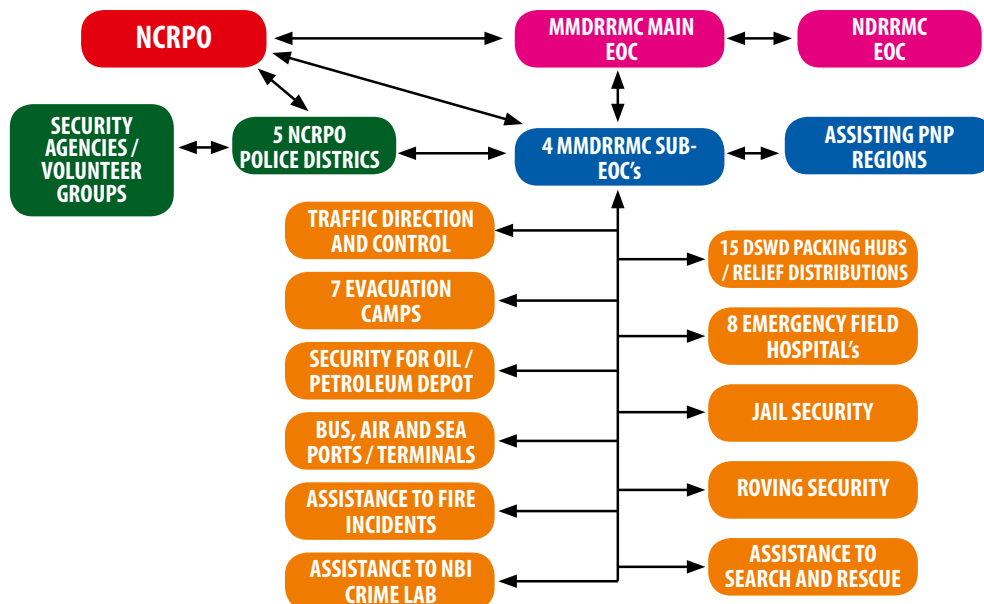 NCRPO
MMDRRMC MAIN
EOC
NDRRMC
EOC
SECURITY
AGENCIES /
VOLUNTEER
GROUPS
5 NCRPO
POLICE DISTRICS
4 MMDRRMC SUB-
EOC's
ASSISTING PNP
REGIONS
TRAFFIC DIRECTION
AND CONTROL
7 EVACUATION
CAMPS
SECURITY FOR OIL /
PETROLEUM DEPOT
BUS, AIR AND SEA
PORTS / TERMINALS
ASSISTANCE TO FIRE
INCIDENTS
ASSISTANCE TO NBI
CRIME LAB
15 DSWD PACKING HUBS
/ RELIEF DISTRIBUTIONS
8 EMERGENCY FIELD
HOSPITAL's
JAIL SECURITY
ROVING SECURITY
ASSISTANCE TO
SEARCH AND RESCUE